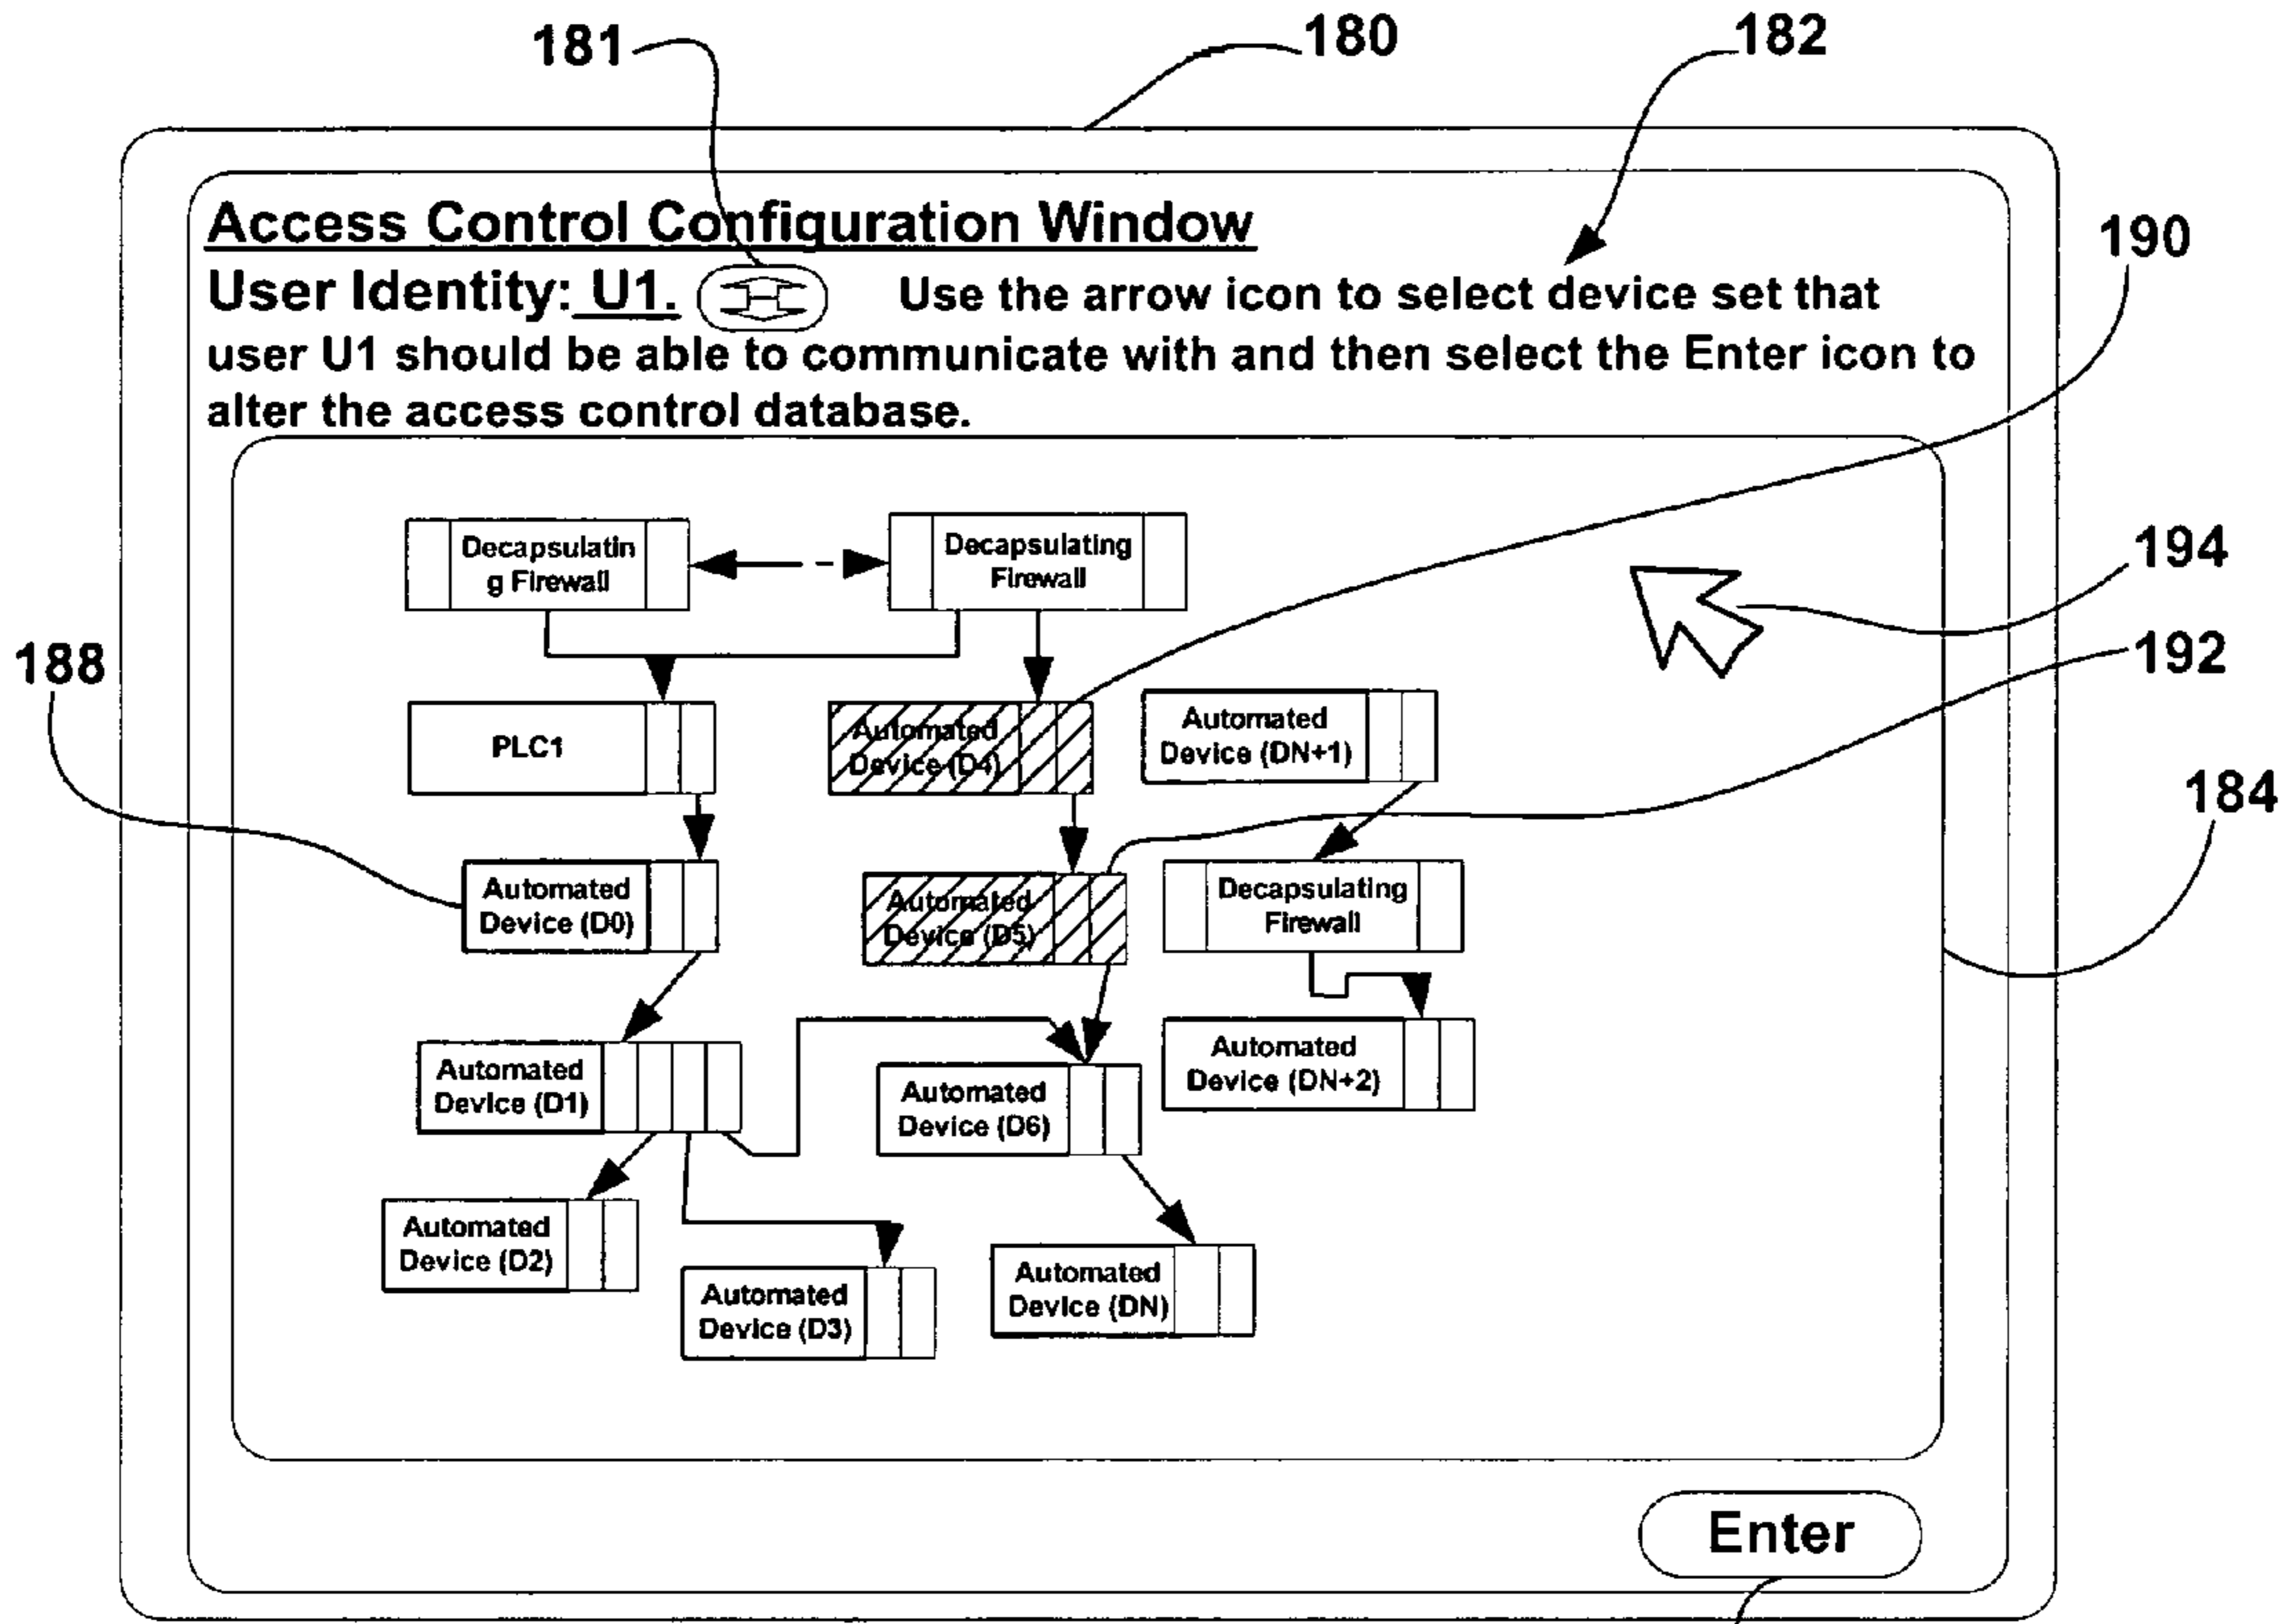 181
180
182
Access Control Configuration Window
User Identity: U1.
Use the arrow icon to select device set that
user U1 should be able to communicate with and then select the Enter icon to
alter the access control database.
190
Decapsulatin
g Firewall
Decapsulating
Firewall
194
188
192
PLC1
Automated
Device (D4)
Automated
Device (DN+1)
184
Automated
Device (D0)
Automated
Device (D5)
Decapsulating
Firewall
Automated
Device (D1)
Automated
Device (D6)
Automated
Device (DN+2)
Automated
Device (D2)
Automated
Device (D3)
Automated
Device (DN)
Enter